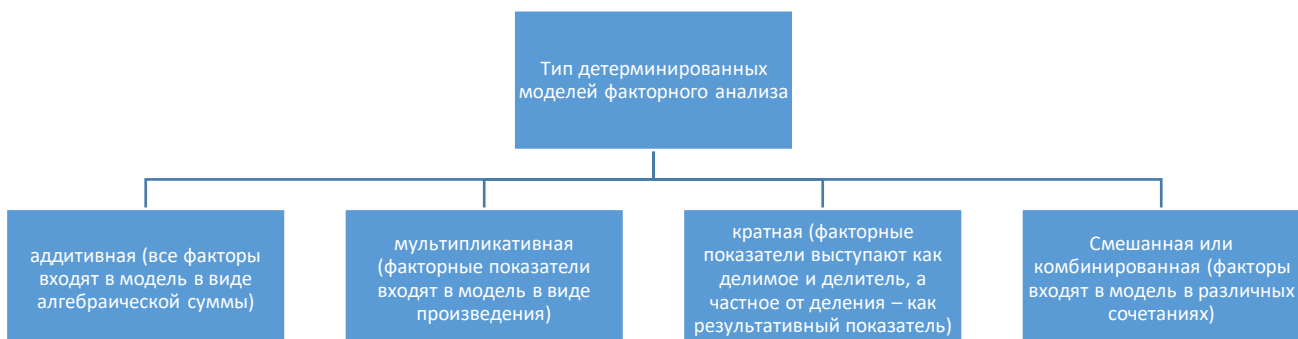 Тип детерминированных
моделей факторного анализа
аддитивная (все факторы
входят в модель в виде
алгебраической суммы)
мультипликативная
(факторные показатели
входят в модель в виде
произведения)
кратная (факторные
показатели выступают как
делимое и делитель, а
частное от деления – как
результативный показатель)
Смешанная или
комбинированная (факторы
входят в модель в различных
сочетаниях)